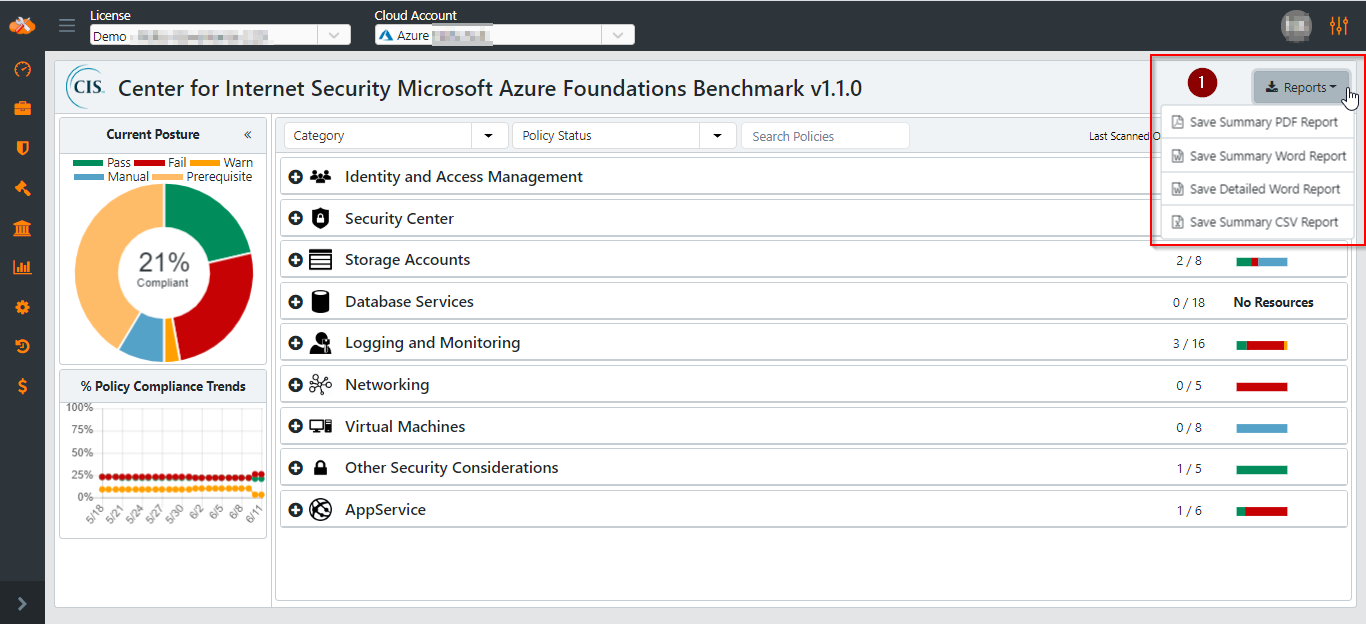 License
Cloud Account
Demo
Azure
CIS.
Center for Internet Security Microsoft Azure Foundations Benchmark v1.1.0
1
Reports
Save Summary PDF Report
Save Summary Word Report
Save Detailed Word Report
Save Summary CSV Report
Current Posture «
Pass Fail Warn
Manual Prerequisite
21%
Compliant
% Policy Compliance Trends
100%
75%
50%
25%
0%
5/18 5/21 5/24 5/27 5/30 6/2 6/5 6/8 6/11
Category
Policy Status
Search Policies
Last Scanned O
Identity and Access Management
Security Center
Storage Accounts 2 / 8
Database Services 0 / 18 No Resources
Logging and Monitoring 3 / 16
Networking 0 / 5
Virtual Machines 0 / 8
Other Security Considerations 1 / 5
AppService 1 / 6